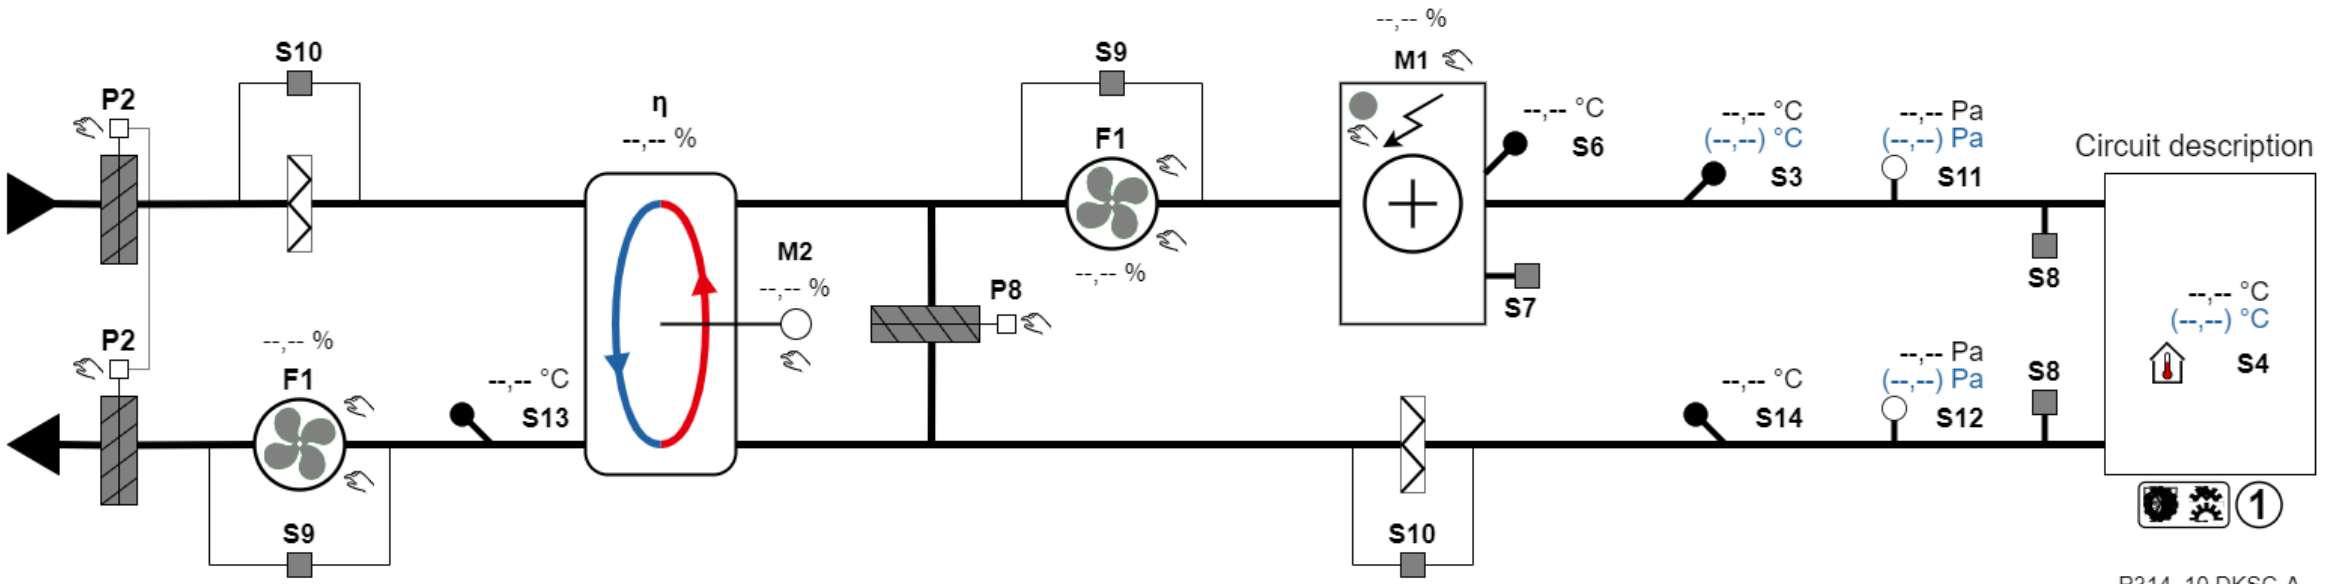 --,-- %
S10
S9
M1
P2
η
--,-- °C
--,-- °C
--,-- Pa
--,-- %
F1
S6
(--,--) °C
(--,--) Pa
Circuit description
S3
S11
M2
--,-- %
--,-- %
P8
S7
S8
--,-- °C
(--,--) °C
P2
--,-- %
--,-- Pa
S4
F1
--,-- °C
--,-- °C
(--,--) Pa
S8
S13
S14
S12
S9
S10
1